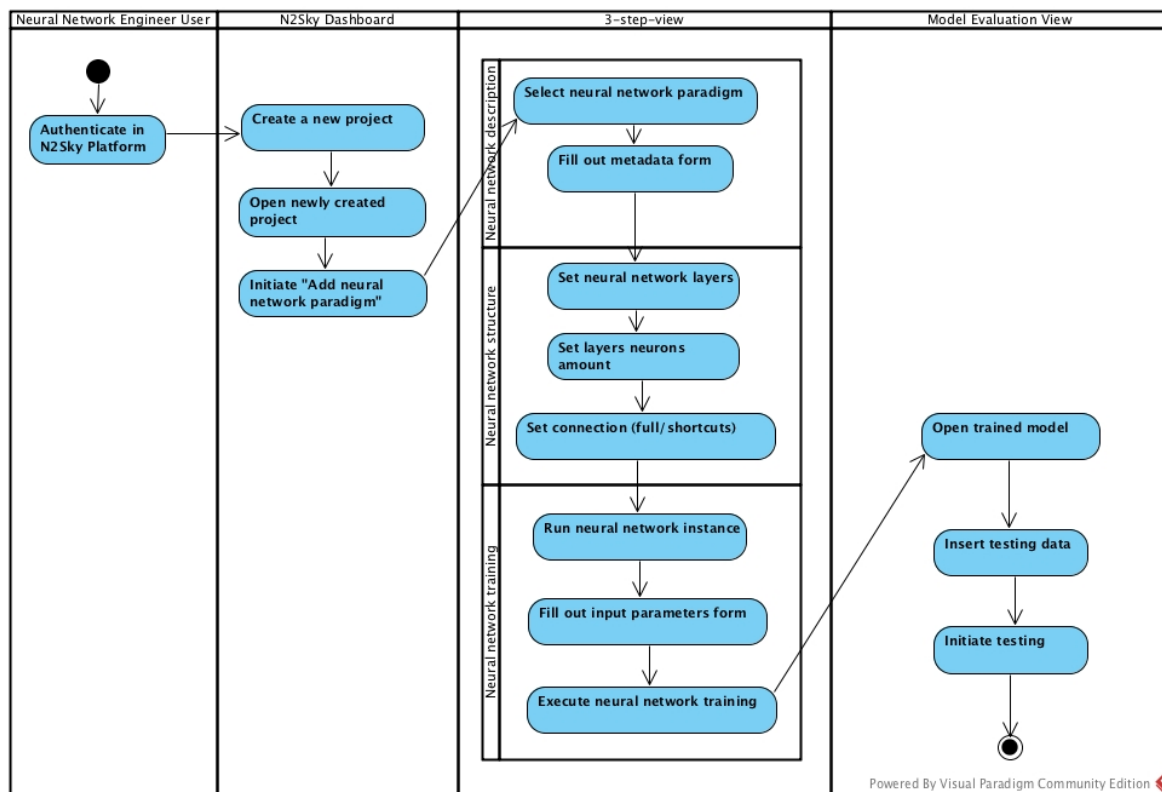 Neural Network Engineer User
N2Sky Dashboard
3-step-view
Model Evaluation View
Authenticate in
N2Sky Platform
Create a new project
Open newly created
project
Initiate "Add neural
network paradigm"
Neural network description
Select neural network paradigm
Fill out metadata form
Neural network structure
Set neural network layers
Set layers neurons
amount
Set connection (full/shortcuts)
Neural network training
Run neural network instance
Fill out input parameters form
Execute neural network training
Open trained model
Insert testing data
Initiate testing
Powered By Visual Paradigm Community Edition